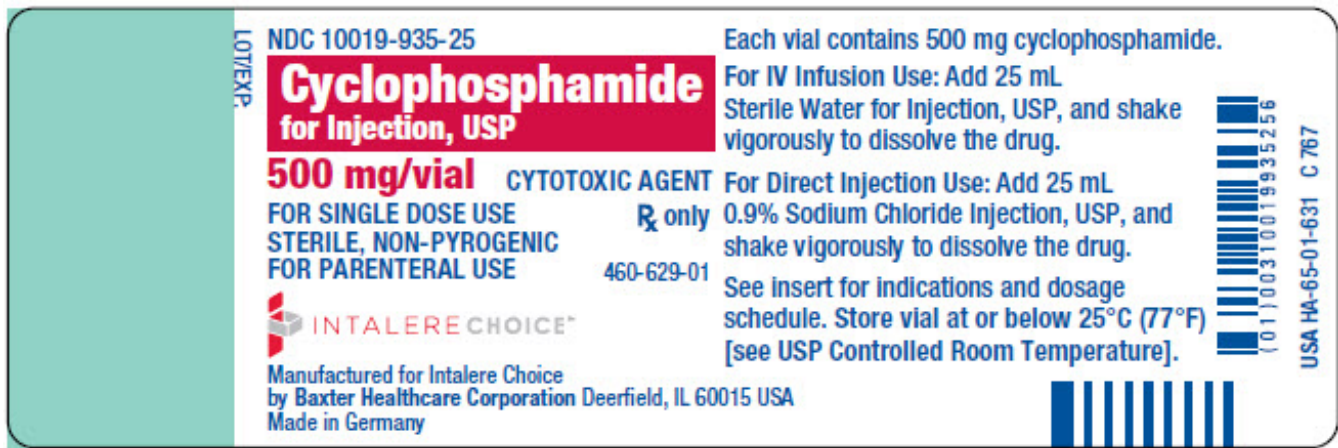 LOT/EXP.
NDC 10019-935-25
Cyclophosphamide
for Injection, USP
500 mg/vial CYTOTOXIC AGENT
FOR SINGLE DOSE USE ℞ only
STERILE, NON-PYROGENIC
FOR PARENTERAL USE 460-629-01
INTALERE CHOICE™
Manufactured for Intalere Choice
by Baxter Healthcare Corporation Deerfield, IL 60015 USA
Made in Germany
Each vial contains 500 mg cyclophosphamide.
For IV Infusion Use: Add 25 mL
Sterile Water for Injection, USP, and shake
vigorously to dissolve the drug.
For Direct Injection Use: Add 25 mL
0.9% Sodium Chloride Injection, USP, and
shake vigorously to dissolve the drug.
See insert for indications and dosage
schedule. Store vial at or below 25°C (77°F)
[see USP Controlled Room Temperature].
(01)00310019935256
USA HA-65-01-631 C 767